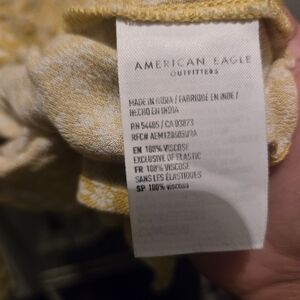 AMERICAN EAGLE
OUTFITTERS
MADE IN INDIA / FABRIQUÉ EN INDE /
HECHO EN INDIA
RN 54485 / CA 03873
EN 100% VISCOSE
EXCLUSIVE OF ELASTIC
FR 100% VISCOSE
SANS LES ÉLASTIQUES
SP 100% VISCOSA